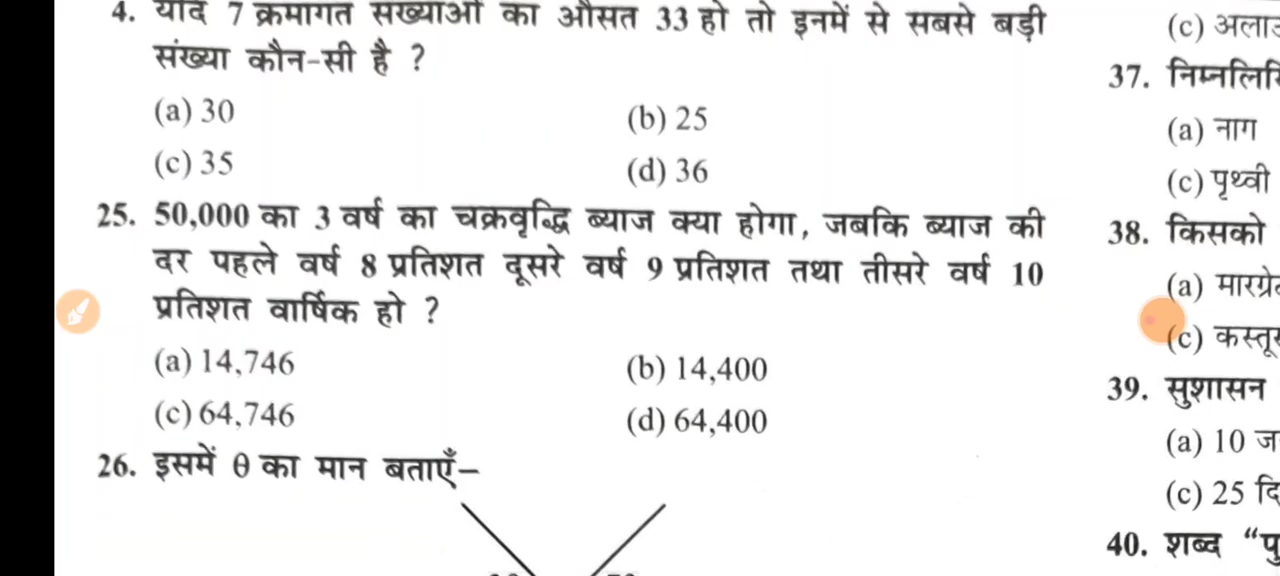 4. यदि 7 क्रमागत संख्याओं का औसत 33 हो तो इनमें से सबसे बड़ी
संख्या कौन-सी है ?
(a) 30 (b) 25
(c) 35 (d) 36
25. 50,000 का 3 वर्ष का चक्रवृद्धि ब्याज क्या होगा, जबकि ब्याज की
दर पहले वर्ष 8 प्रतिशत दूसरे वर्ष 9 प्रतिशत तथा तीसरे वर्ष 10
प्रतिशत वार्षिक हो ?
(a) 14,746 (b) 14,400
(c) 64,746 (d) 64,400
26. इसमें θ का मान बताएँ–
(c)
37.
(a) नाग
(c) पृथ्वी
38. किसको
(a)
(c)
39. सुशासन
(a) 10
(c) 25
40. शब्द